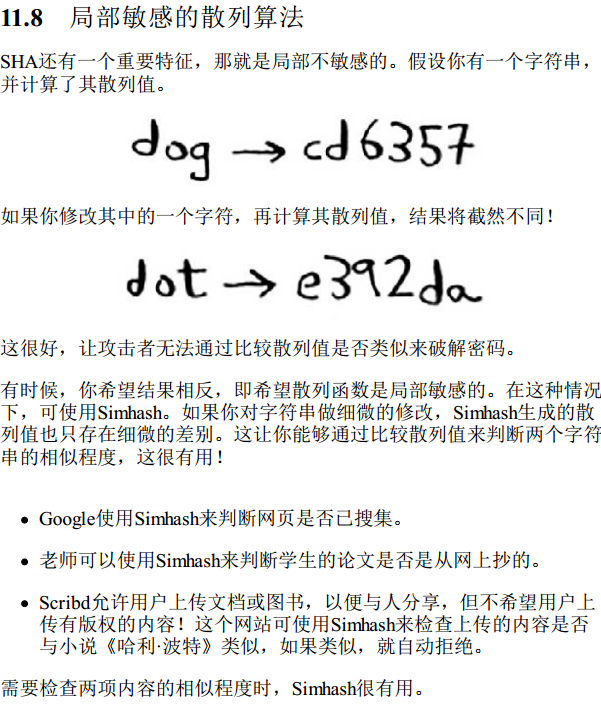 11.8 局部敏感的散列算法
SHA还有一个重要特征，那就是局部不敏感的。假设你有一个字符串，
并计算了其散列值。
dog → cd6357
如果你修改其中的一个字符，再计算其散列值，结果将截然不同！
dot → e392da
这很好，让攻击者无法通过比较散列值是否类似来破解密码。
有时候，你希望结果相反，即希望散列函数是局部敏感的。在这种情况
下，可使用Simhash。如果你对字符串做细微的修改，Simhash生成的散
列值也只存在细微的差别。这让你能够通过比较散列值来判断两个字符
串的相似程度，这很有用！
• Google使用Simhash来判断网页是否已搜集。
• 老师可以使用Simhash来判断学生的论文是否是从网上抄的。
• Scribd允许用户上传文档或图书，以便与人分享，但不希望用户上
传有版权的内容！这个网站可使用Simhash来检查上传的内容是否
与小说《哈利·波特》类似，如果类似，就自动拒绝。
需要检查两项内容的相似程度时，Simhash很有用。